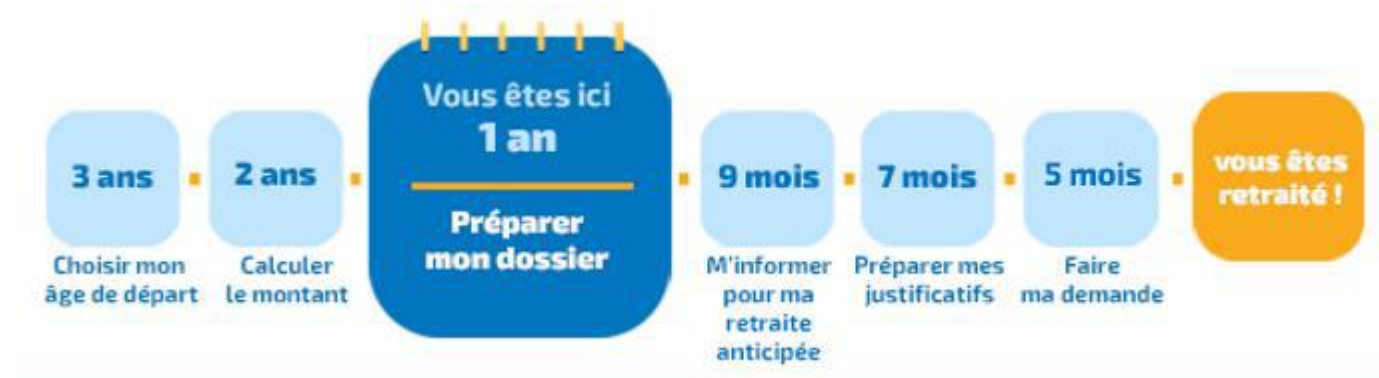 3 ans
Choisir mon
âge de départ
2 ans
Calculer
le montant
Vous êtes ici
1 an
Préparer
mon dossier
9 mois
M'informer
pour ma
retraite
anticipée
7 mois
Préparer mes
justificatifs
5 mois
Faire
ma demande
vous êtes
retraité !